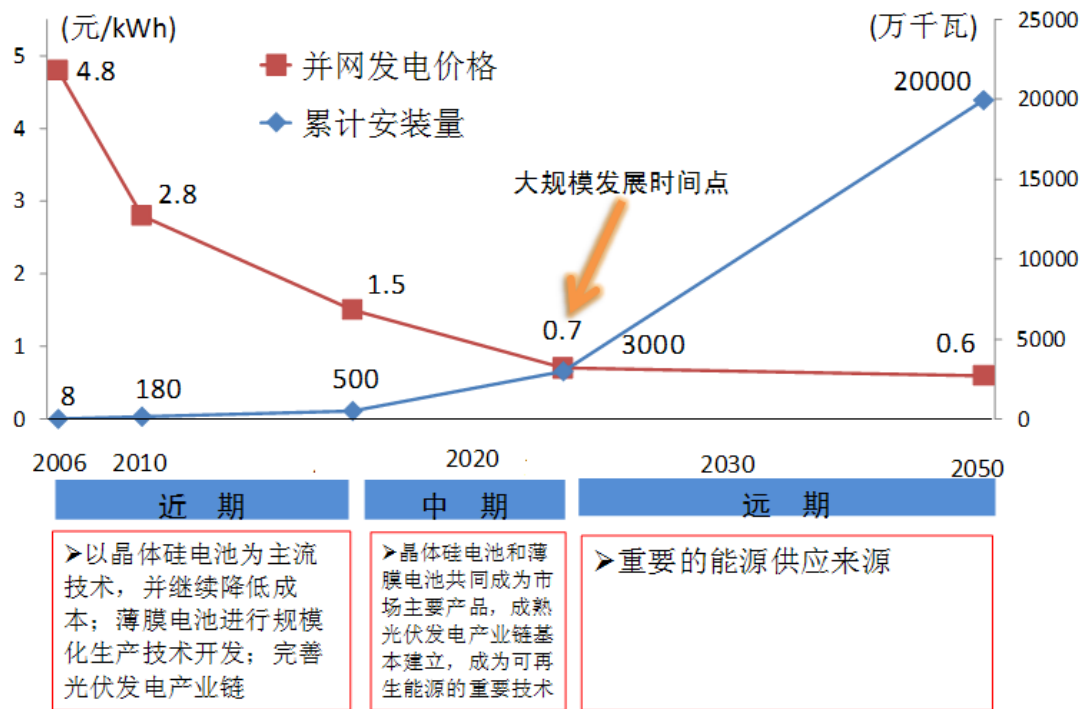 (元/kWh)
(万千瓦)
5
4
3
2
1
0
25000
20000
15000
10000
5000
0
并网发电价格
累计安装量
4.8
2.8
1.5
0.7
0.6
8
180
500
3000
20000
大规模发展时间点
2006
2010
2020
2030
2050
近 期
中 期
远 期
➤以晶体硅电池为主流
技术，并继续降低成
本；薄膜电池进行规模
化生产技术开发；完善
光伏发电产业链
➤晶体硅电池和薄
膜电池共同成为市
场主要产品，成熟
光伏发电产业链基
本建立，成为可再
生能源的重要技术
➤重要的能源供应来源